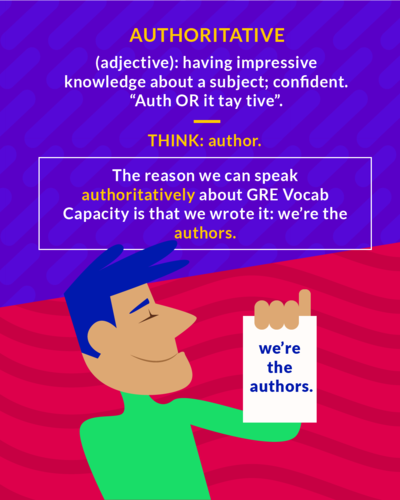 AUTHORITATIVE
(adjective): having impressive
knowledge about a subject; confident.
“Auth OR it tay tive”.
THINK: author.
The reason we can speak
authoritatively about GRE Vocab
Capacity is that we wrote it: we’re the
authors.
we’re
the
authors.